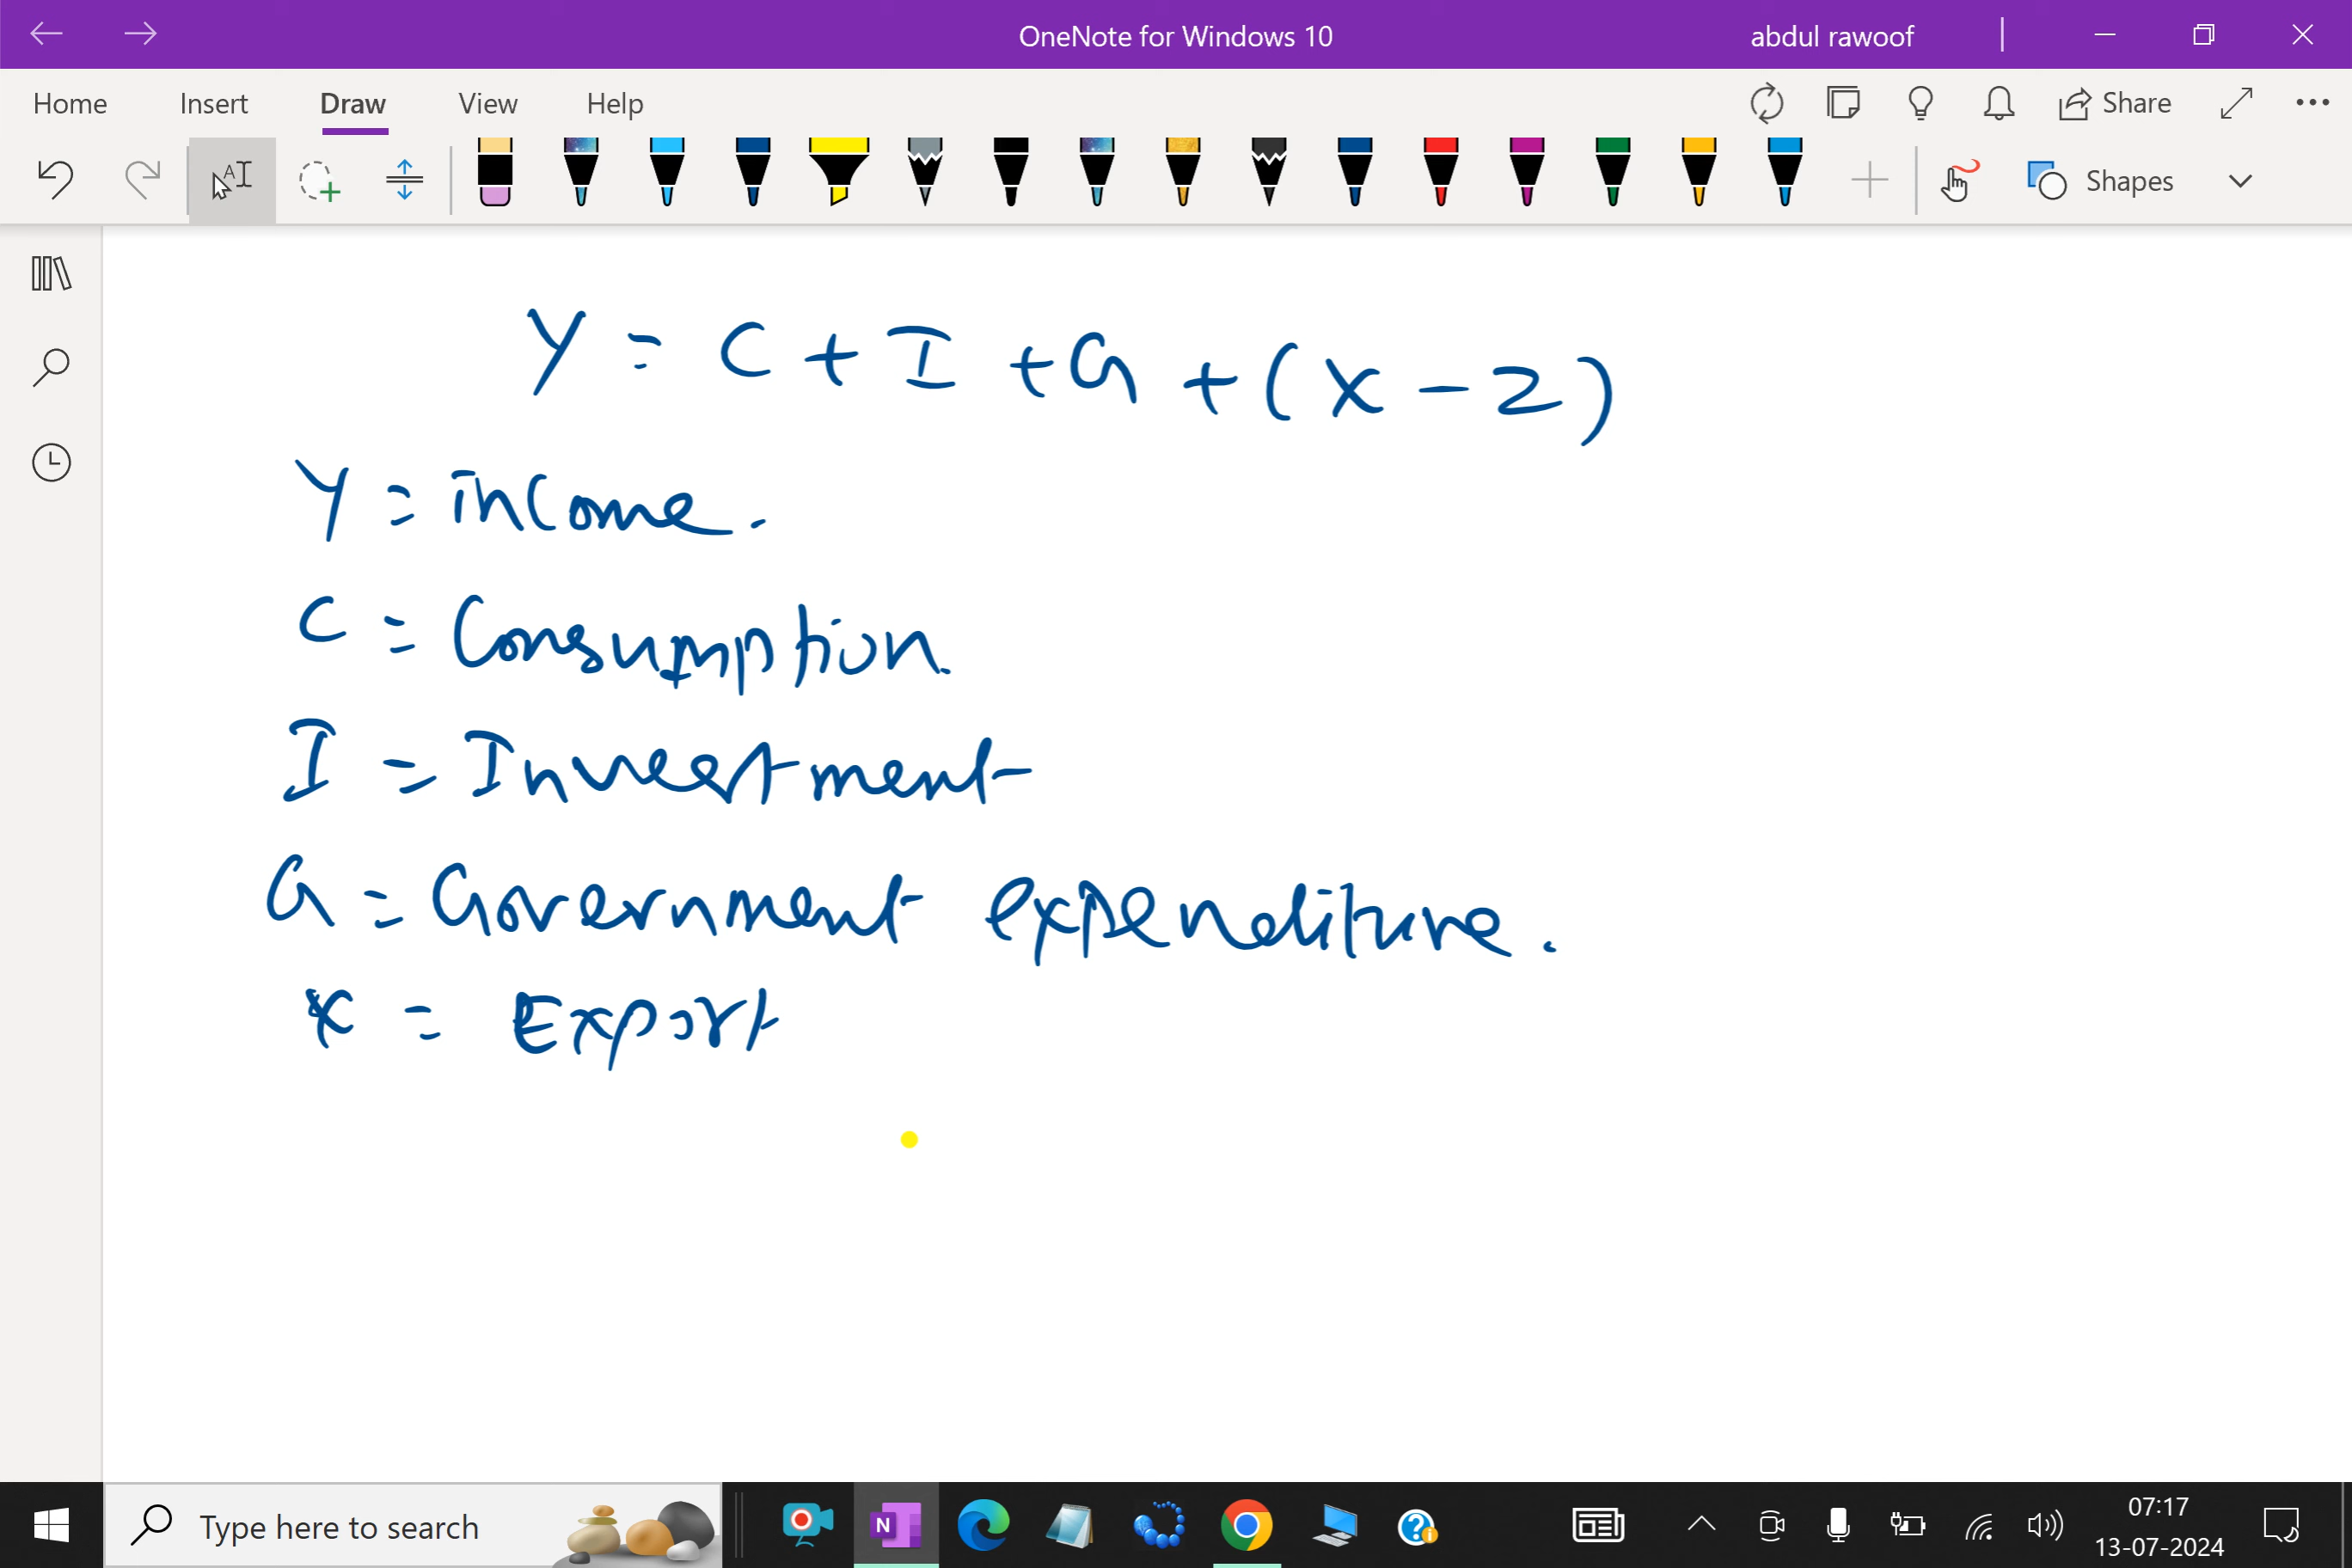 OneNote for Windows 10 abdul rawoof
Home Insert Draw View Help Share
Shapes
Y = C + I + G + (X - Z)
Y = income.
C = Consumption.
I = Investment
G = Government expenditure.
X = Export
Type here to search
07:17
13-07-2024